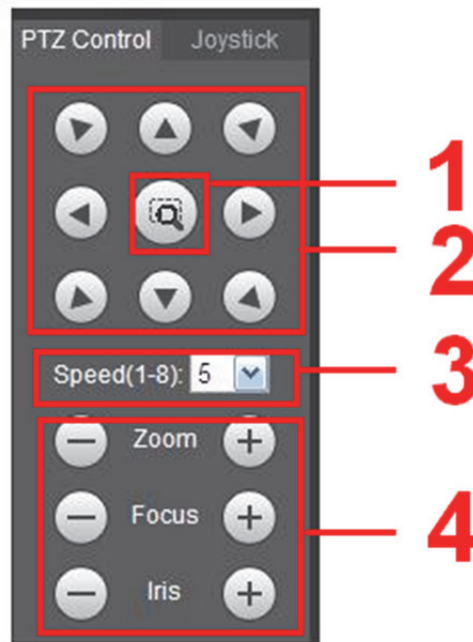 PTZ Control Joystick
1
2
Speed(1-8): 5
3
Zoom
Focus
4
Iris